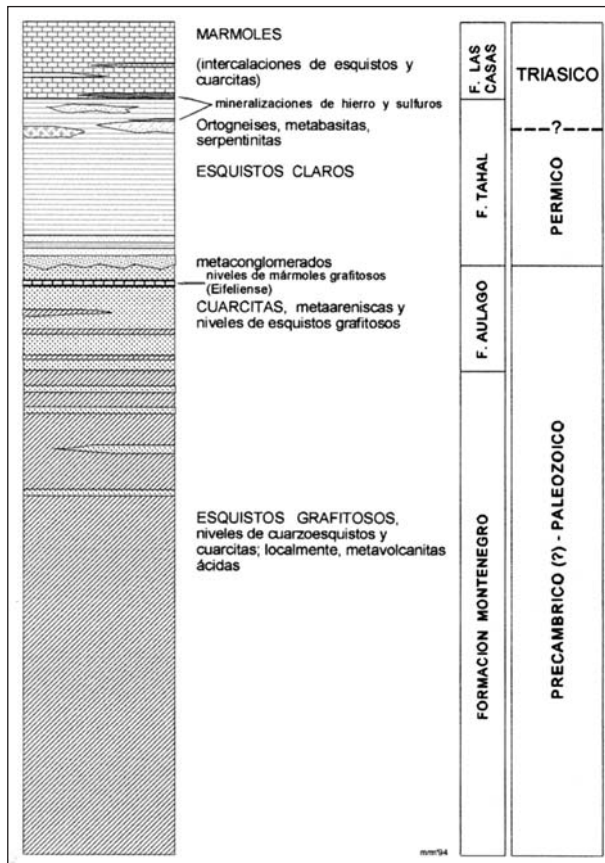 MARMOLES
(intercalaciones de esquistos y
cuarcitas)
mineralizaciones de hierro y sulfuros
Ortogneises, metabasitas,
serpentinitas
ESQUISTOS CLAROS
metaconglomerados
niveles de mármoles grafitosos
(Eifeliense)
CUARCITAS, metaareniscas y
niveles de esquistos grafitosos
ESQUISTOS GRAFITOSOS,
niveles de cuarzoesquistos y
cuarcitas; localmente, metavolcanitas
ácidas
F. LAS
CASAS
F. TAHAL
F. AULAGO
FORMACION MONTENEGRO
TRIASICO
?
PERMICO
PRECAMBRICO (?) - PALEOZOICO
mm'94